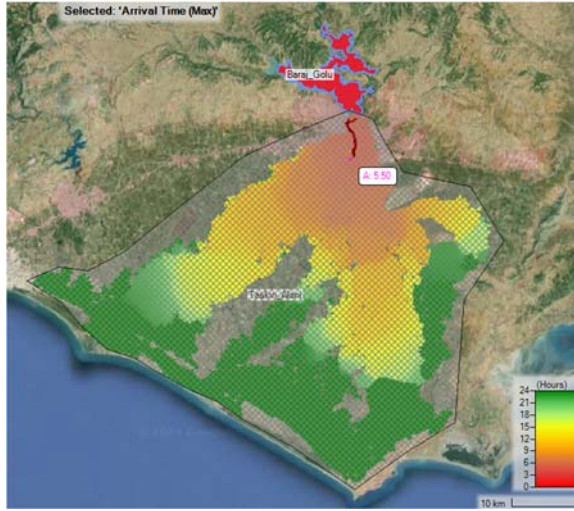 Selected: 'Arrival Time (Max)'
Baraj_Golu
A: 5.50
Taskin_Alani
(Hours)
24
21
18
15
12
9
6
3
0
10 km